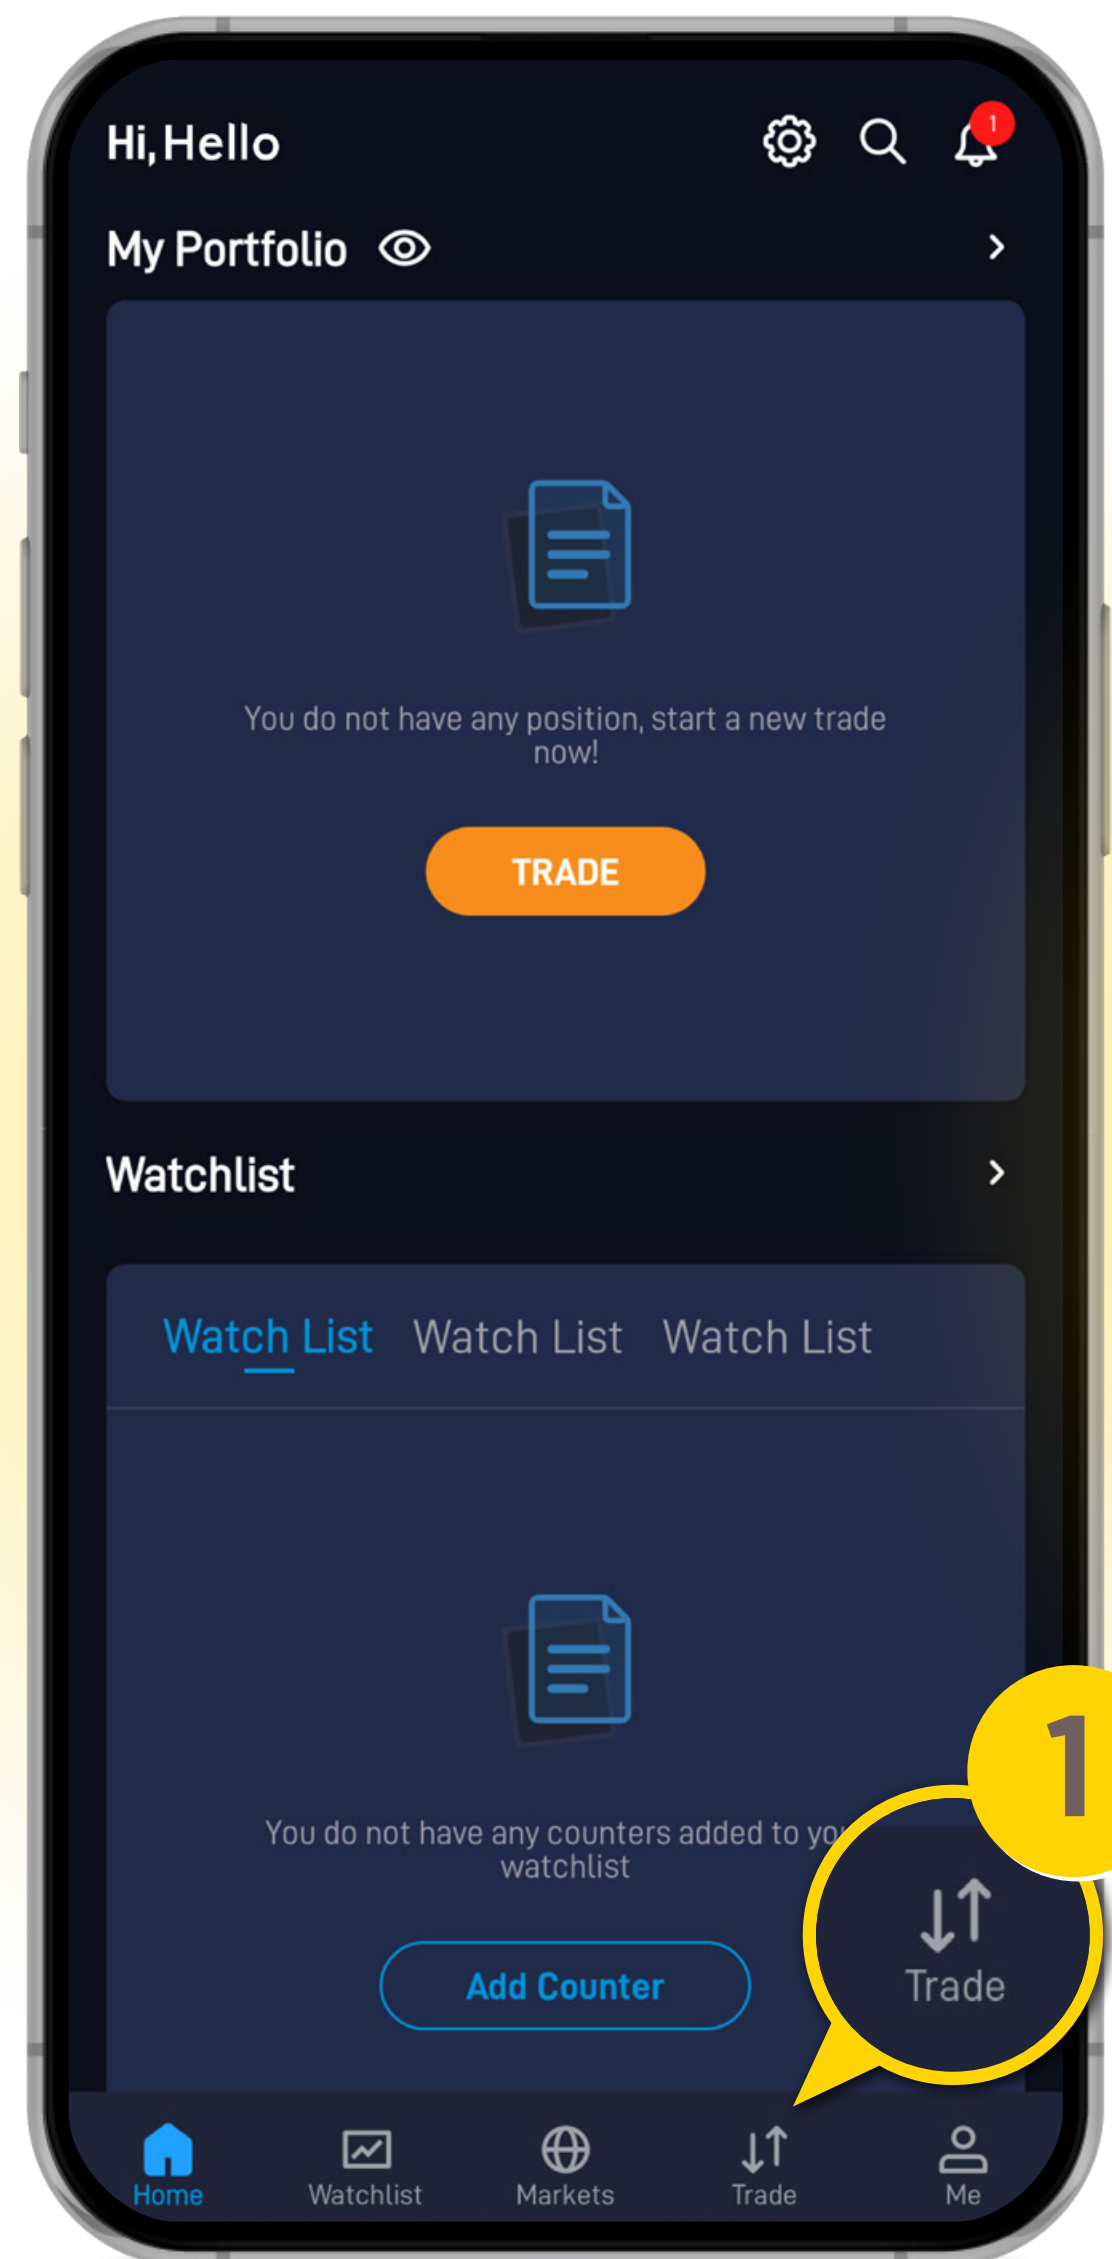 Hi, Hello
1
My Portfolio
You do not have any position, start a new trade
now!
TRADE
Watchlist
Watch List Watch List Watch List
You do not have any counters added to
watchlist
Add Counter
1
Trade
Home Watchlist Markets Trade Me